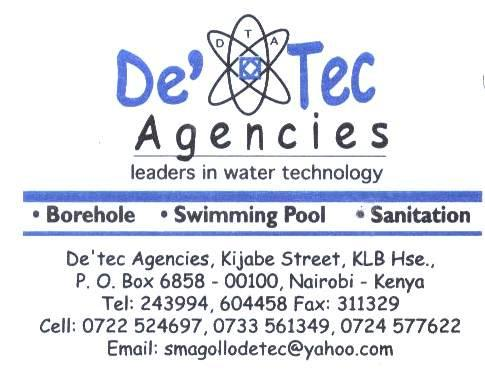 D T A
De' Tec
Agencies
leaders in water technology
• Borehole • Swimming Pool • Sanitation
De'tec Agencies, Kijabe Street, KLB Hse.,
P. O. Box 6858 - 00100, Nairobi - Kenya
Tel: 243994, 604458 Fax: 311329
Cell: 0722 524697, 0733 561349, 0724 577622
Email: smagollodetec@yahoo.com